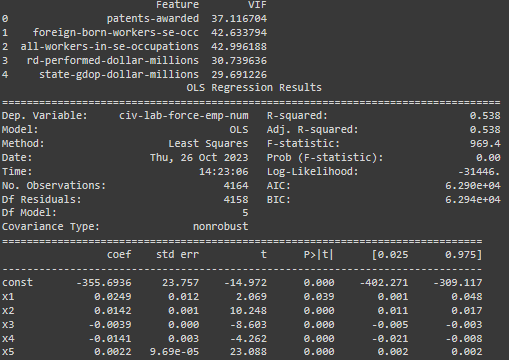 Feature VIF
0 patents-awarded 37.116704
1 foreign-born-workers-se-occ 42.633794
2 all-workers-in-se-occupations 42.996188
3 rd-performed-dollar-millions 30.739636
4 state-gdop-dollar-millions 29.691226
OLS Regression Results
==============================================================================
Dep. Variable: civ-lab-force-emp-num R-squared: 0.538
Model: OLS Adj. R-squared: 0.538
Method: Least Squares F-statistic: 969.4
Date: Thu, 26 Oct 2023 Prob (F-statistic): 0.00
Time: 14:23:06 Log-Likelihood: -31446.
No. Observations: 4164 AIC: 6.290e+04
Df Residuals: 4158 BIC: 6.294e+04
Df Model: 5
Covariance Type: nonrobust
==============================================================================
coef std err t P>|t| [0.025 0.975]
------------------------------------------------------------------------------
const -355.6936 23.757 -14.972 0.000 -402.271 -309.117
x1 0.0249 0.012 2.069 0.039 0.001 0.048
x2 0.0142 0.001 10.248 0.000 0.011 0.017
x3 -0.0039 0.000 -8.603 0.000 -0.005 -0.003
x4 -0.0141 0.003 -4.262 0.000 -0.021 -0.008
x5 0.0022 9.69e-05 23.088 0.000 0.002 0.002